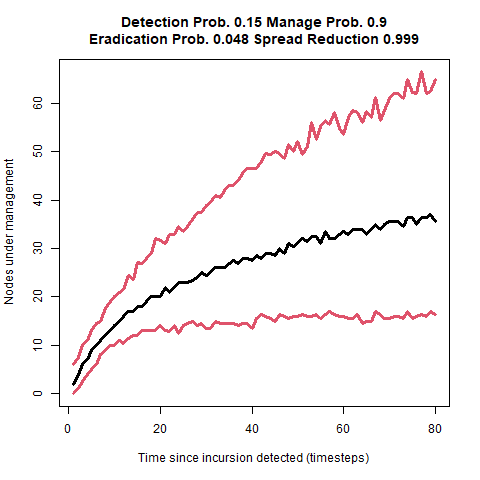 Detection Prob. 0.15 Manage Prob. 0.9
Eradication Prob. 0.048 Spread Reduction 0.999
Nodes under management
60
50
40
30
20
10
0
0 20 40 60 80
Time since incursion detected (timesteps)